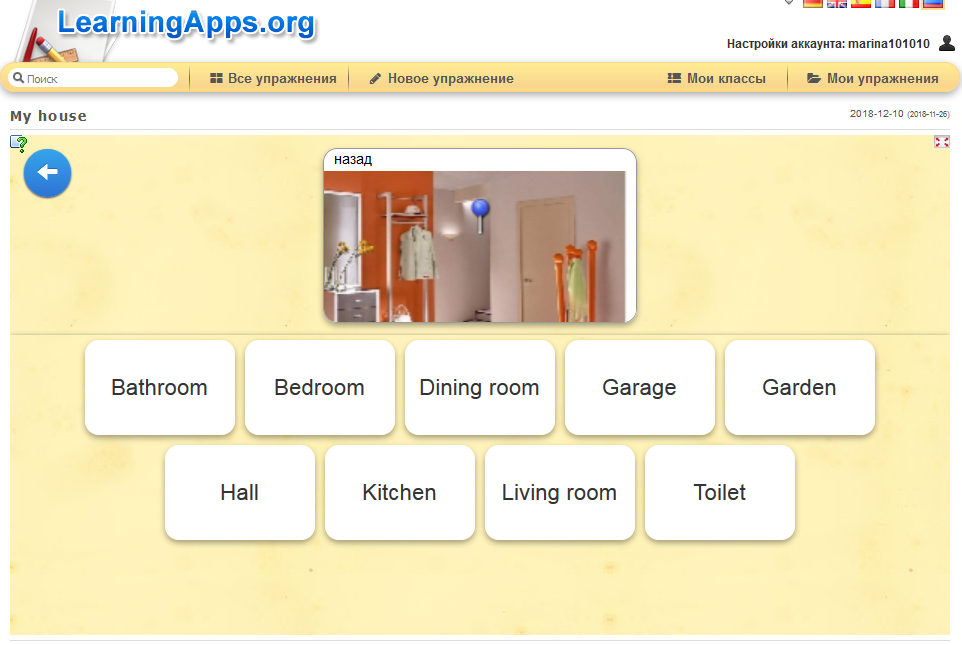 LearningApps.org
Настройки аккаунта: marina101010
Поиск
Все упражнения
Новое упражнение
Мои классы
Мои упражнения
My house
2018-12-10 (2018-11-26)
назад
Bathroom
Bedroom
Dining room
Garage
Garden
Hall
Kitchen
Living room
Toilet